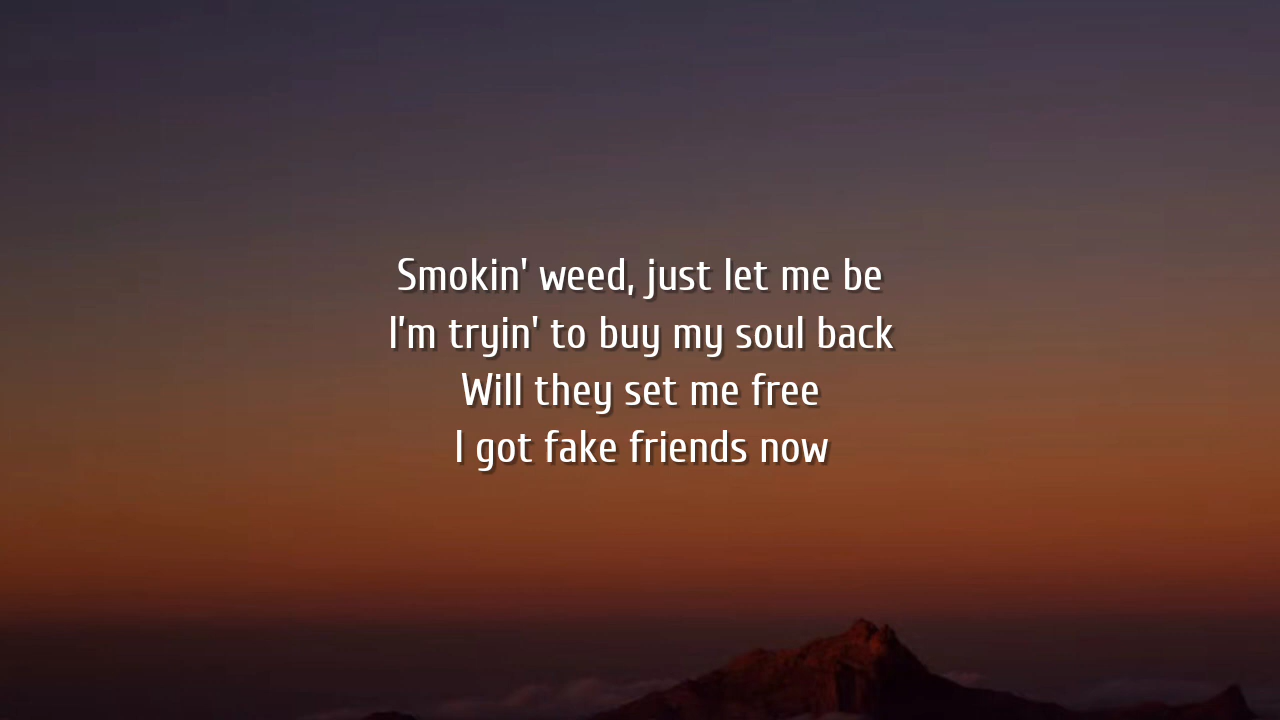 Smokin' weed, just let me be
I'm tryin' to buy my soul back
Will they set me free
I got fake friends now